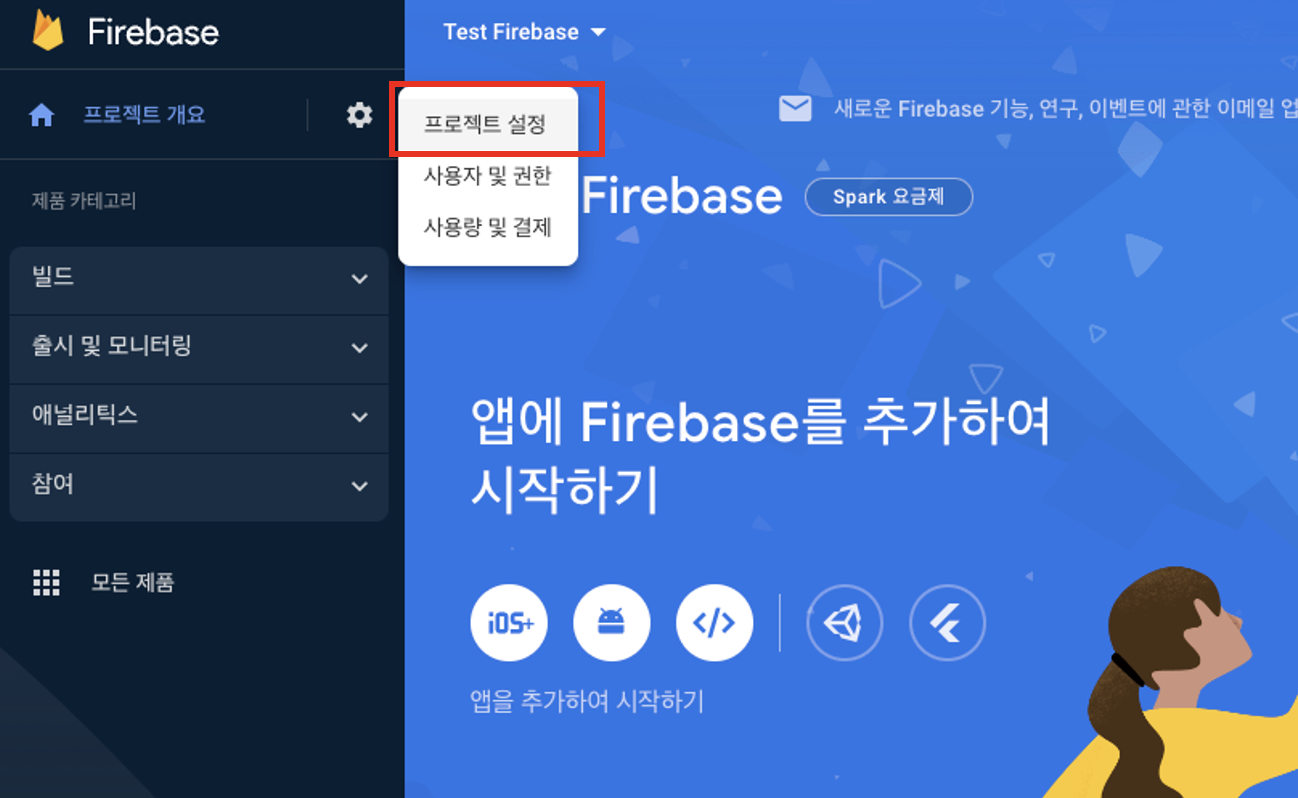 Firebase
Test Firebase
프로젝트 개요
프로젝트 설정
사용자 및 권한
사용량 및 결제
새로운 Firebase 기능, 연구, 이벤트에 관한 이메일 업
Firebase
Spark 요금제
제품 카테고리
빌드
출시 및 모니터링
애널리틱스
참여
모든 제품
앱에 Firebase를 추가하여
시작하기
iOS+
앱을 추가하여 시작하기